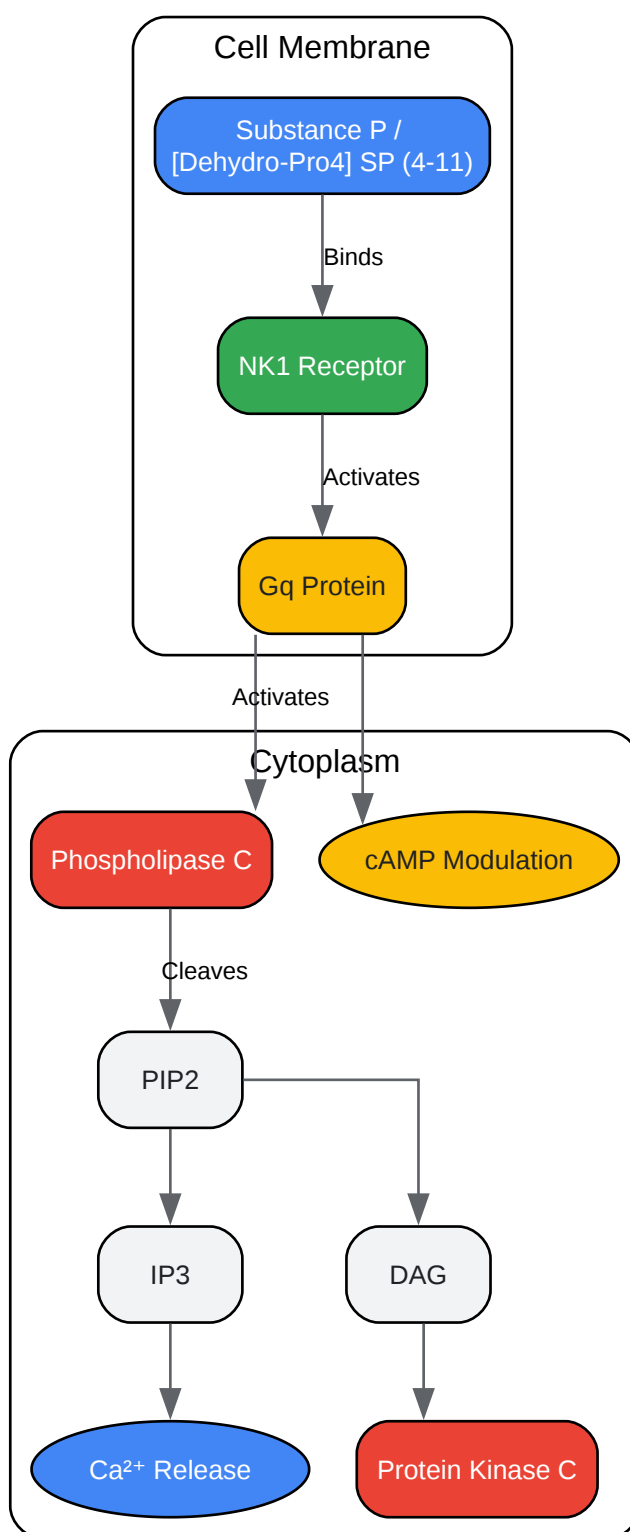 Cell Membrane
Substance P /
[Dehydro-Pro4] SP (4-11)
Binds
NK1 Receptor
Activates
Gq Protein
Activates
Cytoplasm
Phospholipase C
cAMP Modulation
Cleaves
PIP2
IP3
DAG
Ca²⁺ Release
Protein Kinase C